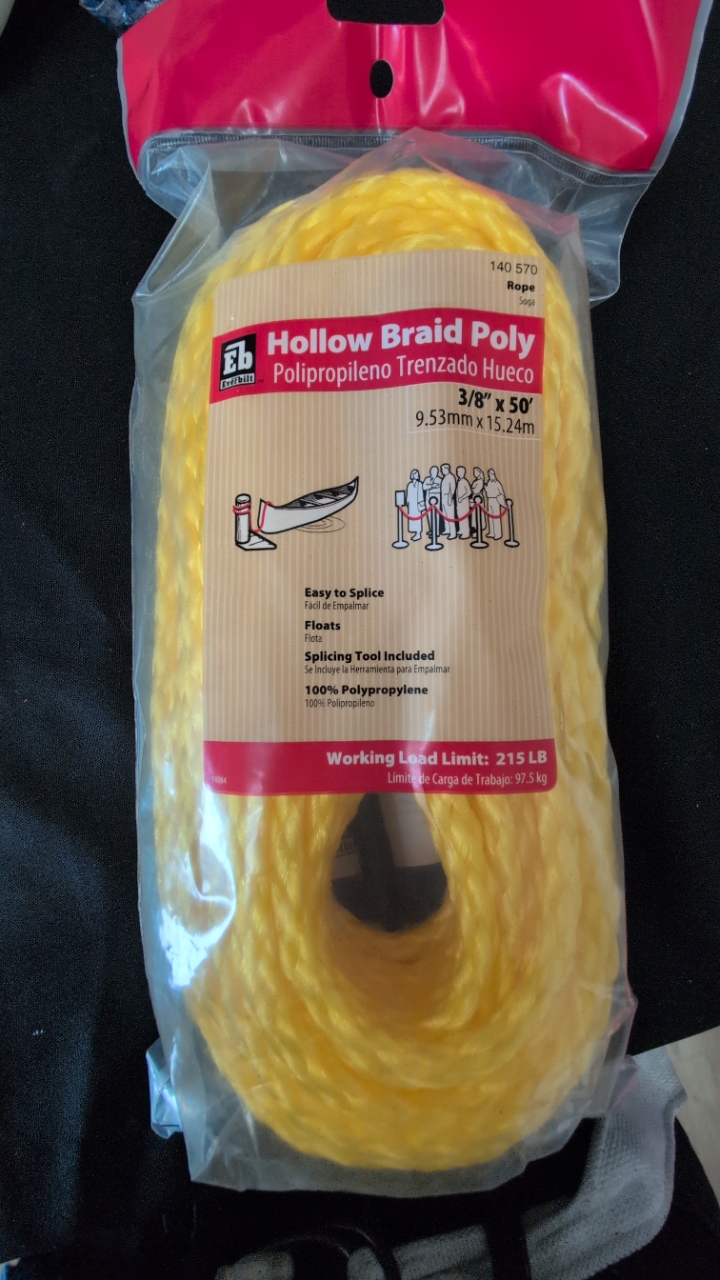 140 570
Rope
Soga
Eb
Everbilt
Hollow Braid Poly
Polipropileno Trenzado Hueco
3/8" x 50'
9.53mm x 15.24m
Easy to Splice
Fácil de Empalmar
Floats
Flota
Splicing Tool Included
Se Incluye la Herramienta para Empalmar
100% Polypropylene
100% Polipropileno
Working Load Limit: 215 LB
Límite de Carga de Trabajo: 97.5 kg